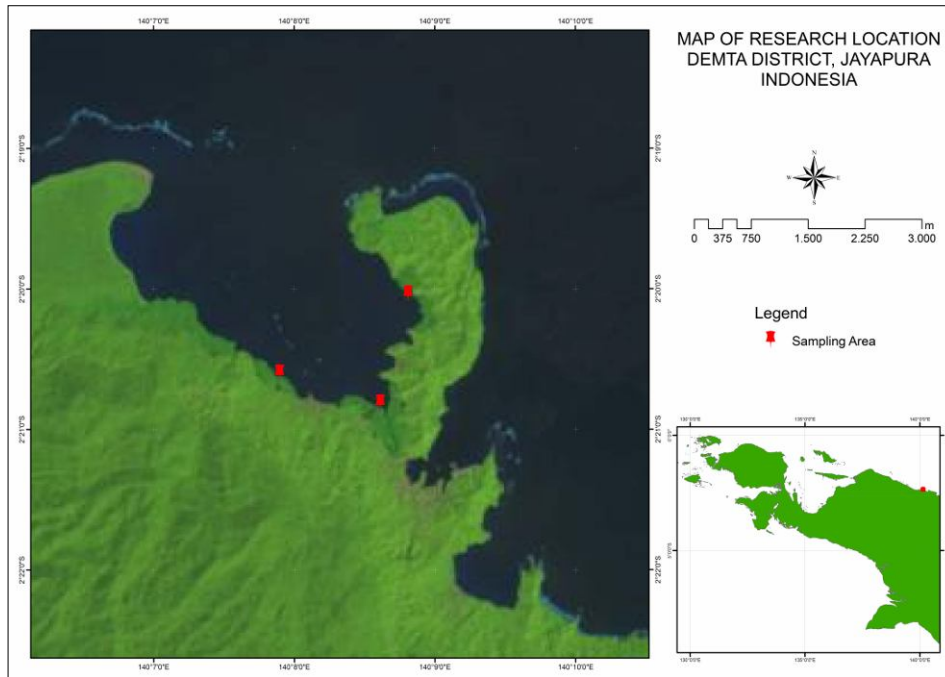 MAP OF RESEARCH LOCATION
DEMTA DISTRICT, JAYAPURA
INDONESIA
N
W E
S
0 375 750 1.500 2.250 3.000 m
Legend
Sampling Area
140°7'0"E 140°8'0"E 140°9'0"E 140°10'0"E
2°19'0"S 2°19'0"S
2°20'0"S 2°20'0"S
2°21'0"S 2°21'0"S
2°22'0"S 2°22'0"S
140°7'0"E 140°8'0"E 140°9'0"E 140°10'0"E